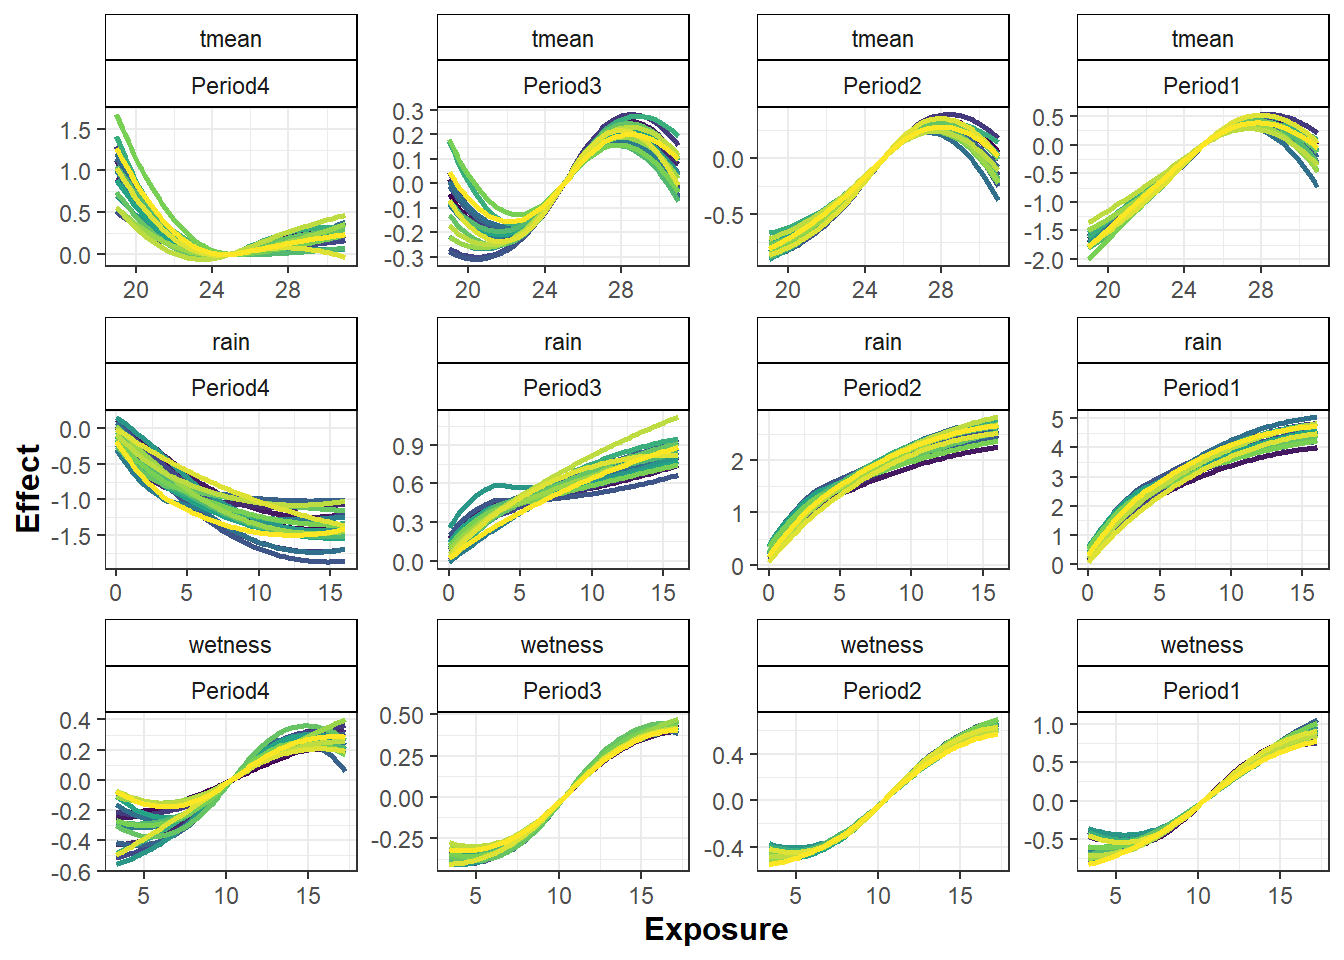 tmean tmean tmean tmean
Period4 Period3 Period2 Period1
1.5 1.0 0.5 0.0
0.3 0.2 0.1 0.0 -0.1 -0.2 -0.3
0.0 -0.5
0.5 0.0 -0.5 -1.0 -1.5 -2.0
20 24 28 20 24 28 20 24 28 20 24 28
rain rain rain rain
Period4 Period3 Period2 Period1
0.0 -0.5 -1.0 -1.5
0.9 0.6 0.3 0.0
2 1 0
5 4 3 2 1 0
0 5 10 15 0 5 10 15 0 5 10 15 0 5 10 15
Effect
wetness wetness wetness wetness
Period4 Period3 Period2 Period1
0.4 0.2 0.0 -0.2 -0.4 -0.6
0.50 0.25 0.00 -0.25
0.4 0.0 -0.4
1.0 0.5 0.0 -0.5
5 10 15 5 10 15 5 10 15 5 10 15
Exposure